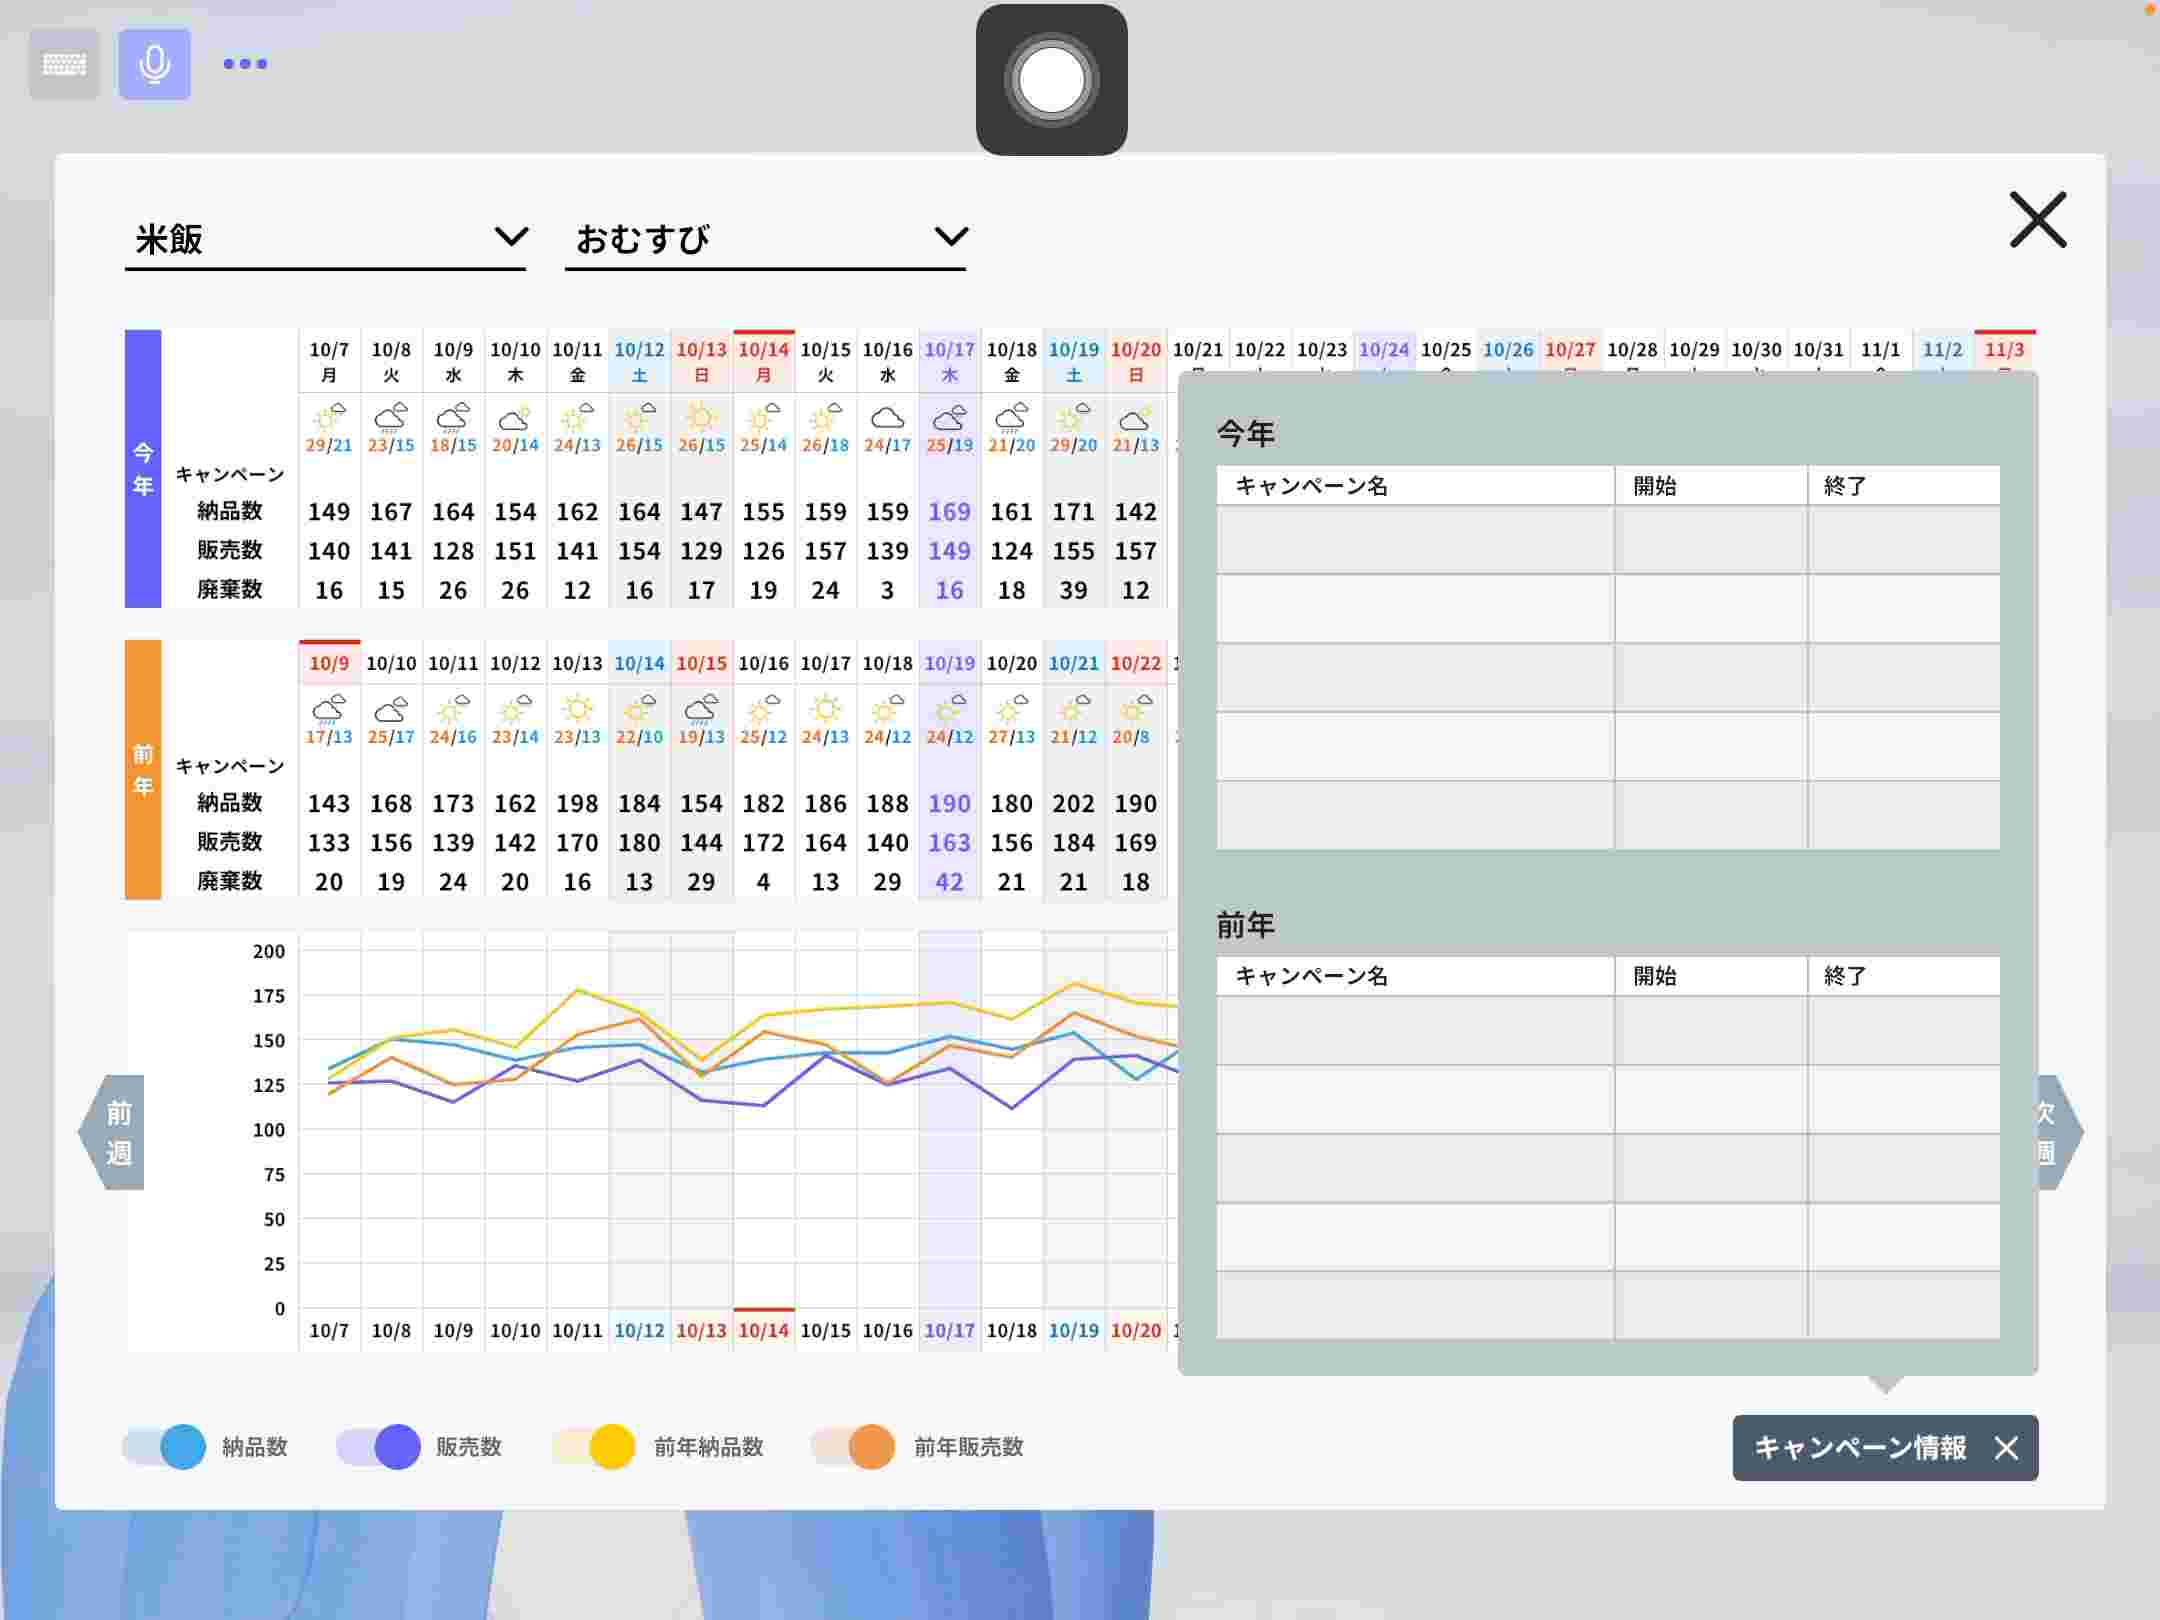 米飯 おむすび
今年
10/7 10/8 10/9 10/10 10/11 10/12 10/13 10/14 10/15 10/16 10/17 10/18 10/19 10/20 10/21 10/22 10/23 10/24 10/25 10/26 10/27 10/28 10/29 10/30 10/31 11/1 11/2 11/3
月 火 水 木 金 土 日 月 火 水 木 金 土 日
29/21 23/15 18/15 20/14 24/13 26/15 26/15 25/14 26/18 24/17 25/19 21/20 29/20 21/13
キャンペーン
納品数 149 167 164 154 162 164 147 155 159 159 169 161 171 142
販売数 140 141 128 151 141 154 129 126 157 139 149 124 155 157
廃棄数 16 15 26 26 12 16 17 19 24 3 16 18 39 12
前年
10/9 10/10 10/11 10/12 10/13 10/14 10/15 10/16 10/17 10/18 10/19 10/20 10/21 10/22
17/13 25/17 24/16 23/14 23/13 22/10 19/13 25/12 24/13 24/12 24/12 27/13 21/12 20/8
キャンペーン
納品数 143 168 173 162 198 184 154 182 186 188 190 180 202 190
販売数 133 156 139 142 170 180 144 172 164 140 163 156 184 169
廃棄数 20 19 24 20 16 13 29 4 13 29 42 21 21 18
200
175
150
125
100
75
50
25
0
10/7 10/8 10/9 10/10 10/11 10/12 10/13 10/14 10/15 10/16 10/17 10/18 10/19 10/20
前週
次週
今年
キャンペーン名 開始 終了
前年
キャンペーン名 開始 終了
納品数 販売数 前年納品数 前年販売数
キャンペーン情報